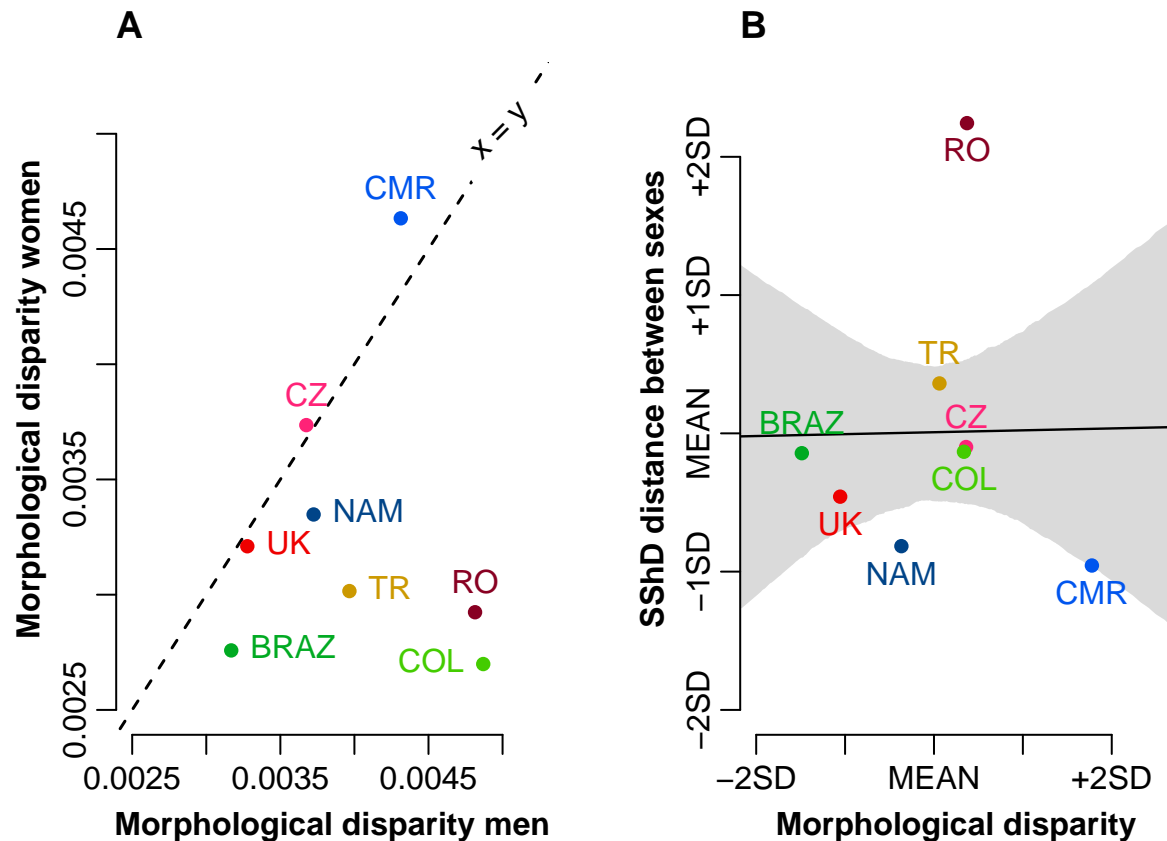 A
Morphological disparity women
0.0025
0.0035
0.0045
x = y
CMR
CZ
NAM
UK
TR
RO
BRAZ
COL
0.0025
0.0035
0.0045
Morphological disparity men
B
SShD distance between sexes
−2SD
−1SD
MEAN
+1SD
+2SD
RO
TR
BRAZ
CZ
COL
UK
NAM
CMR
−2SD
MEAN
+2SD
Morphological disparity